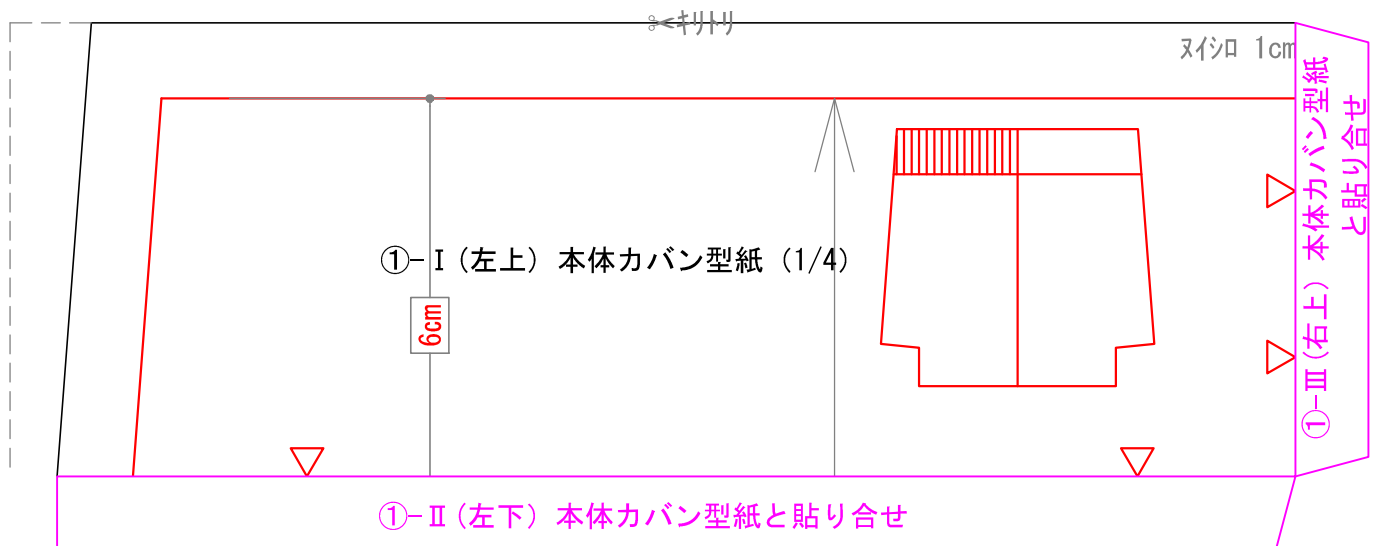 ✂キリトリ
ヌイシロ 1cm
①-Ⅰ(左上) 本体カバン型紙 (1/4)
6cm
①-Ⅲ(右上) 本体カバン型紙
と貼り合せ
①-Ⅱ(左下) 本体カバン型紙と貼り合せ